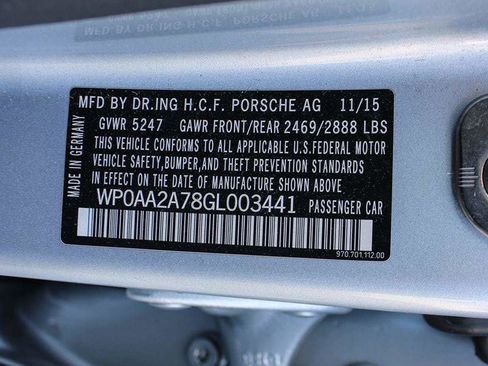 MFD BY DR.ING H.C.F. PORSCHE AG 11/15
GVWR 5247 GAWR FRONT/REAR 2469/2888 LBS
THIS VEHICLE CONFORMS TO ALL APPLICABLE U.S.FEDERAL MOTOR
VEHICLE SAFETY,BUMPER,AND THEFT PREVENTION STANDARDS
IN EFFECT ON THE DATE OF MANUFACTURE SHOWN ABOVE
WP0AA2A78GL003441 PASSENGER CAR
970.701.112.00
MADE IN GERMANY